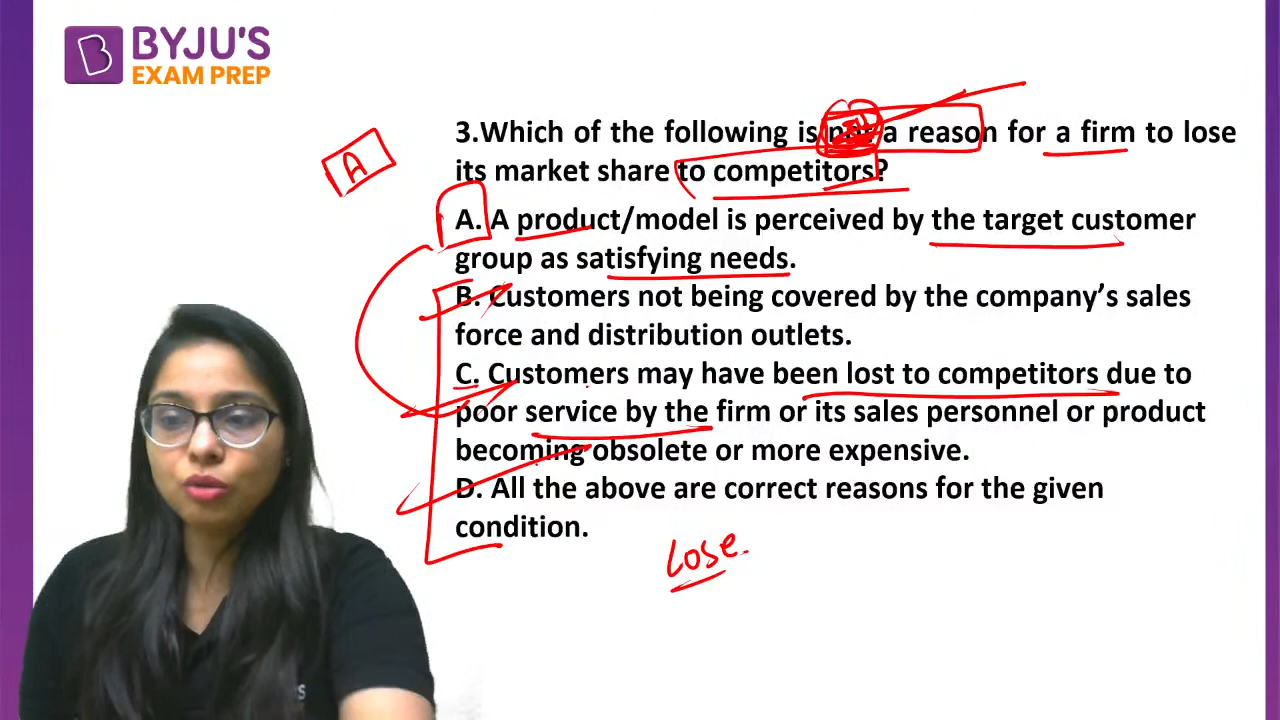 BYJU'S
EXAM PREP
3.Which of the following is not a reason for a firm to lose
its market share to competitors?
A
A. A product/model is perceived by the target customer
group as satisfying needs.
B. Customers not being covered by the company’s sales
force and distribution outlets.
C. Customers may have been lost to competitors due to
poor service by the firm or its sales personnel or product
becoming obsolete or more expensive.
D. All the above are correct reasons for the given
condition.
Lose.